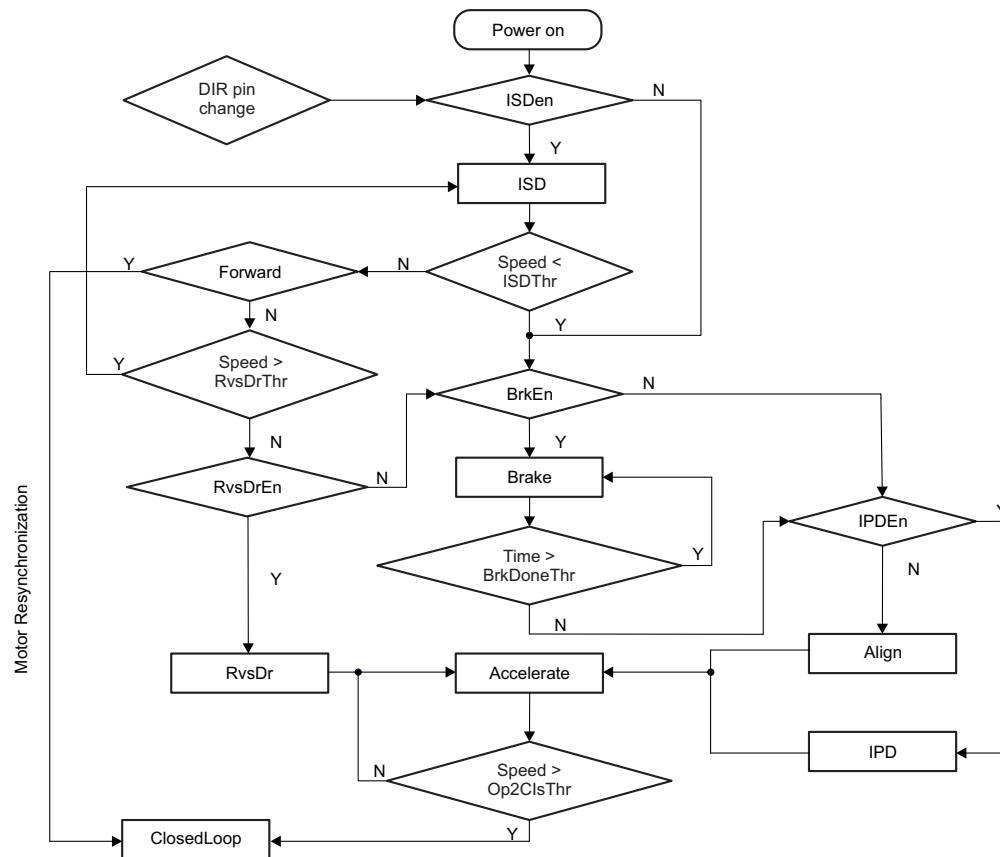 Power on
DIR pin
change
ISDen
N
Y
ISD
Speed <
ISDThr
N
Forward
Y
N
Y
Speed >
RvsDrThr
Y
N
BrkEn
N
Y
RvsDrEn
N
Y
Brake
Time >
BrkDoneThr
Y
N
IPDEn
Y
N
Motor Resychronization
RvsDr
Accelerate
Align
IPD
Speed >
Op2ClsThr
N
Y
ClosedLoop